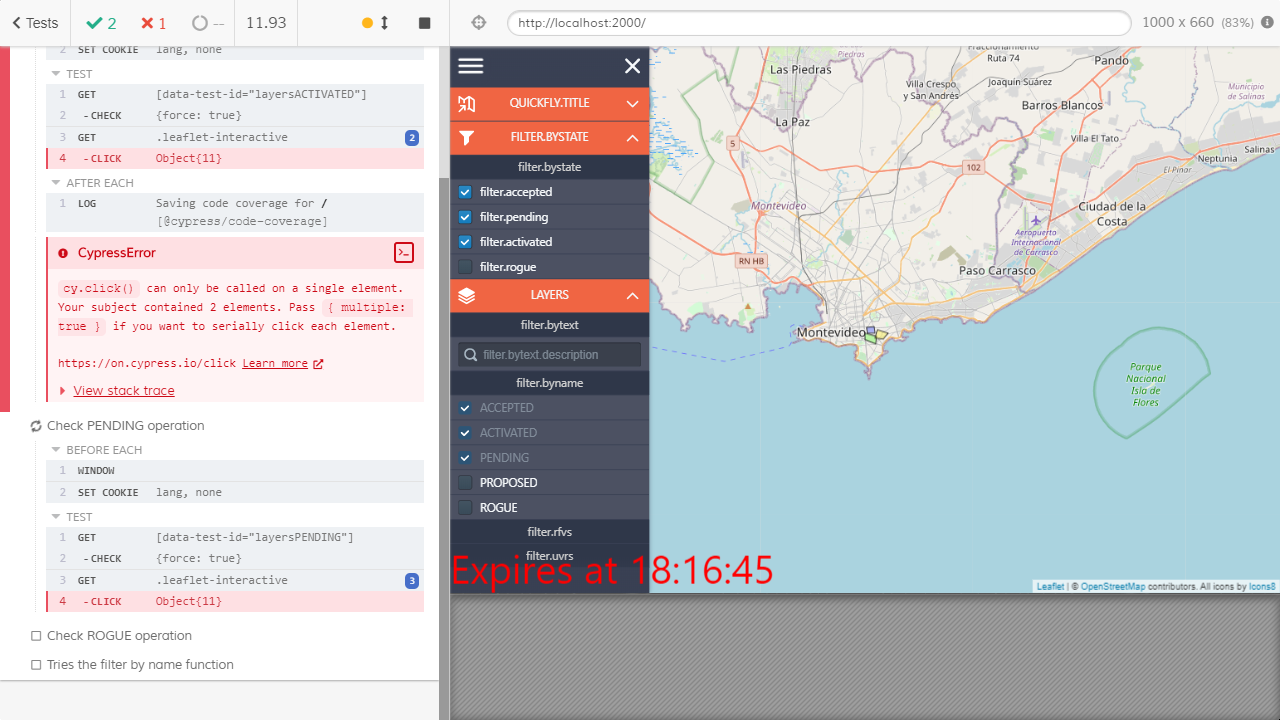 Tests
2
1
--
11.93
http://localhost:2000/
1000 x 660 (83%)
2 SET COOKIE lang, none
TEST
1 GET [data-test-id="layersACTIVATED"]
2 -CHECK {force: true}
3 GET .leaflet-interactive 2
4 -CLICK Object{11}
AFTER EACH
1 LOG Saving code coverage for /
[@cypress/code-coverage]
CypressError
cy.click() can only be called on a single element.
Your subject contained 2 elements. Pass { multiple:
true } if you want to serially click each element.
https://on.cypress.io/click Learn more
View stack trace
Check PENDING operation
BEFORE EACH
1 WINDOW
2 SET COOKIE lang, none
TEST
1 GET [data-test-id="layersPENDING"]
2 -CHECK {force: true}
3 GET .leaflet-interactive 3
4 -CLICK Object{11}
Check ROGUE operation
Tries the filter by name function
QUICKFLY.TITLE
FILTER.BYSTATE
filter.bystate
filter.accepted
filter.pending
filter.activated
filter.rogue
LAYERS
filter.bytext
filter.bytext.description
filter.byname
ACCEPTED
ACTIVATED
PENDING
PROPOSED
ROGUE
filter.rfvs
filter.uvrs
Expires at 18:16:45
Piedras
Las Piedras
Fraccionamiento
Ruta 74
Pando
Villa Crespo
y San Andrés
Joaquín Suárez
Municipio
de Salinas
Barros Blancos
La Paz
Villa El Tato
Salinas
5
102
Neptunia
El Pinar
Montevideo
Ciudad de la
Costa
Aeropuerto
Internacional
de Carrasco
RN HB
Paso Carrasco
Montevideo
Parque
Nacional
Isla de
Flores
Leaflet | © OpenStreetMap contributors. All icons by Icons8